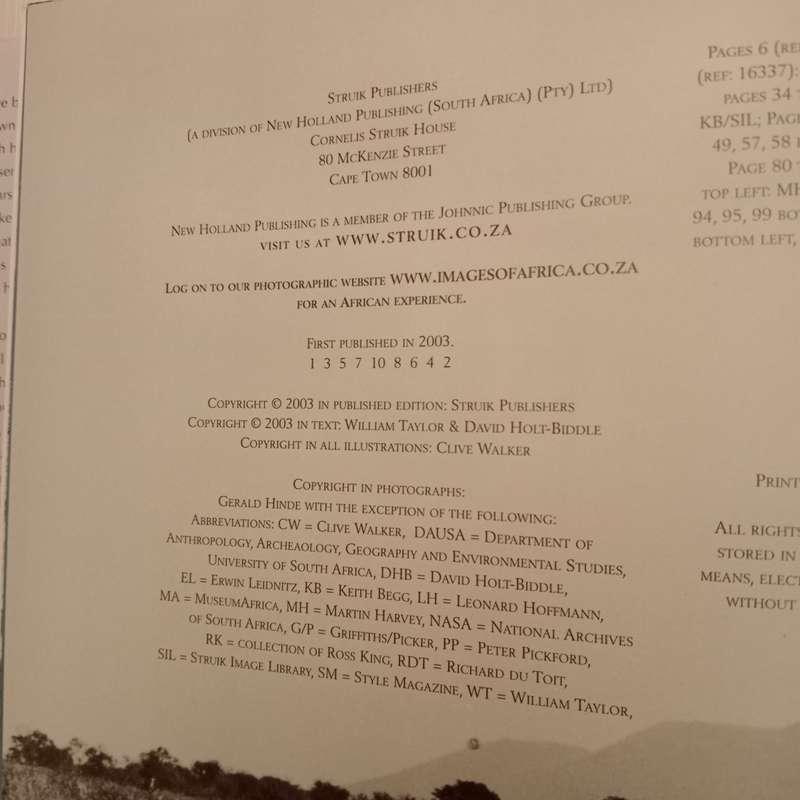 Struik Publishers
(a division of New Holland Publishing (South Africa) (Pty) Ltd)
Cornelis Struik House
80 McKenzie Street
Cape Town 8001
New Holland Publishing is a member of the Johnnic Publishing Group.
visit us at www.struik.co.za
Log on to our photographic website www.imagesofafrica.co.za
for an African experience.
First published in 2003.
1 3 5 7 10 8 6 4 2
Copyright © 2003 in published edition: Struik Publishers
Copyright © 2003 in text: William Taylor & David Holt-Biddle
Copyright in all illustrations: Clive Walker
Copyright in photographs:
Gerald Hinde with the exception of the following:
Abbreviations: CW = Clive Walker, DAUSA = Department of
Anthropology, Archeaology, Geography and Environmental Studies,
University of South Africa, DHB = David Holt-Biddle,
EL = Erwin Leidnitz, KB = Keith Begg, LH = Leonard Hoffmann,
MA = MuseumAfrica, MH = Martin Harvey, NASA = National Archives
of South Africa, G/P = Griffiths/Picker, PP = Peter Pickford,
RK = collection of Ross King, RDT = Richard du Toit,
SIL = Struik Image Library, SM = Style Magazine, WT = William Taylor,
Pages 6 (ref
(ref: 16337):
pages 34
KB/SIL; Pag
49, 57, 58
Page 80
top left: MH
94, 95, 99 bo
bottom left,
Print
All rights
stored in
means, elec
without